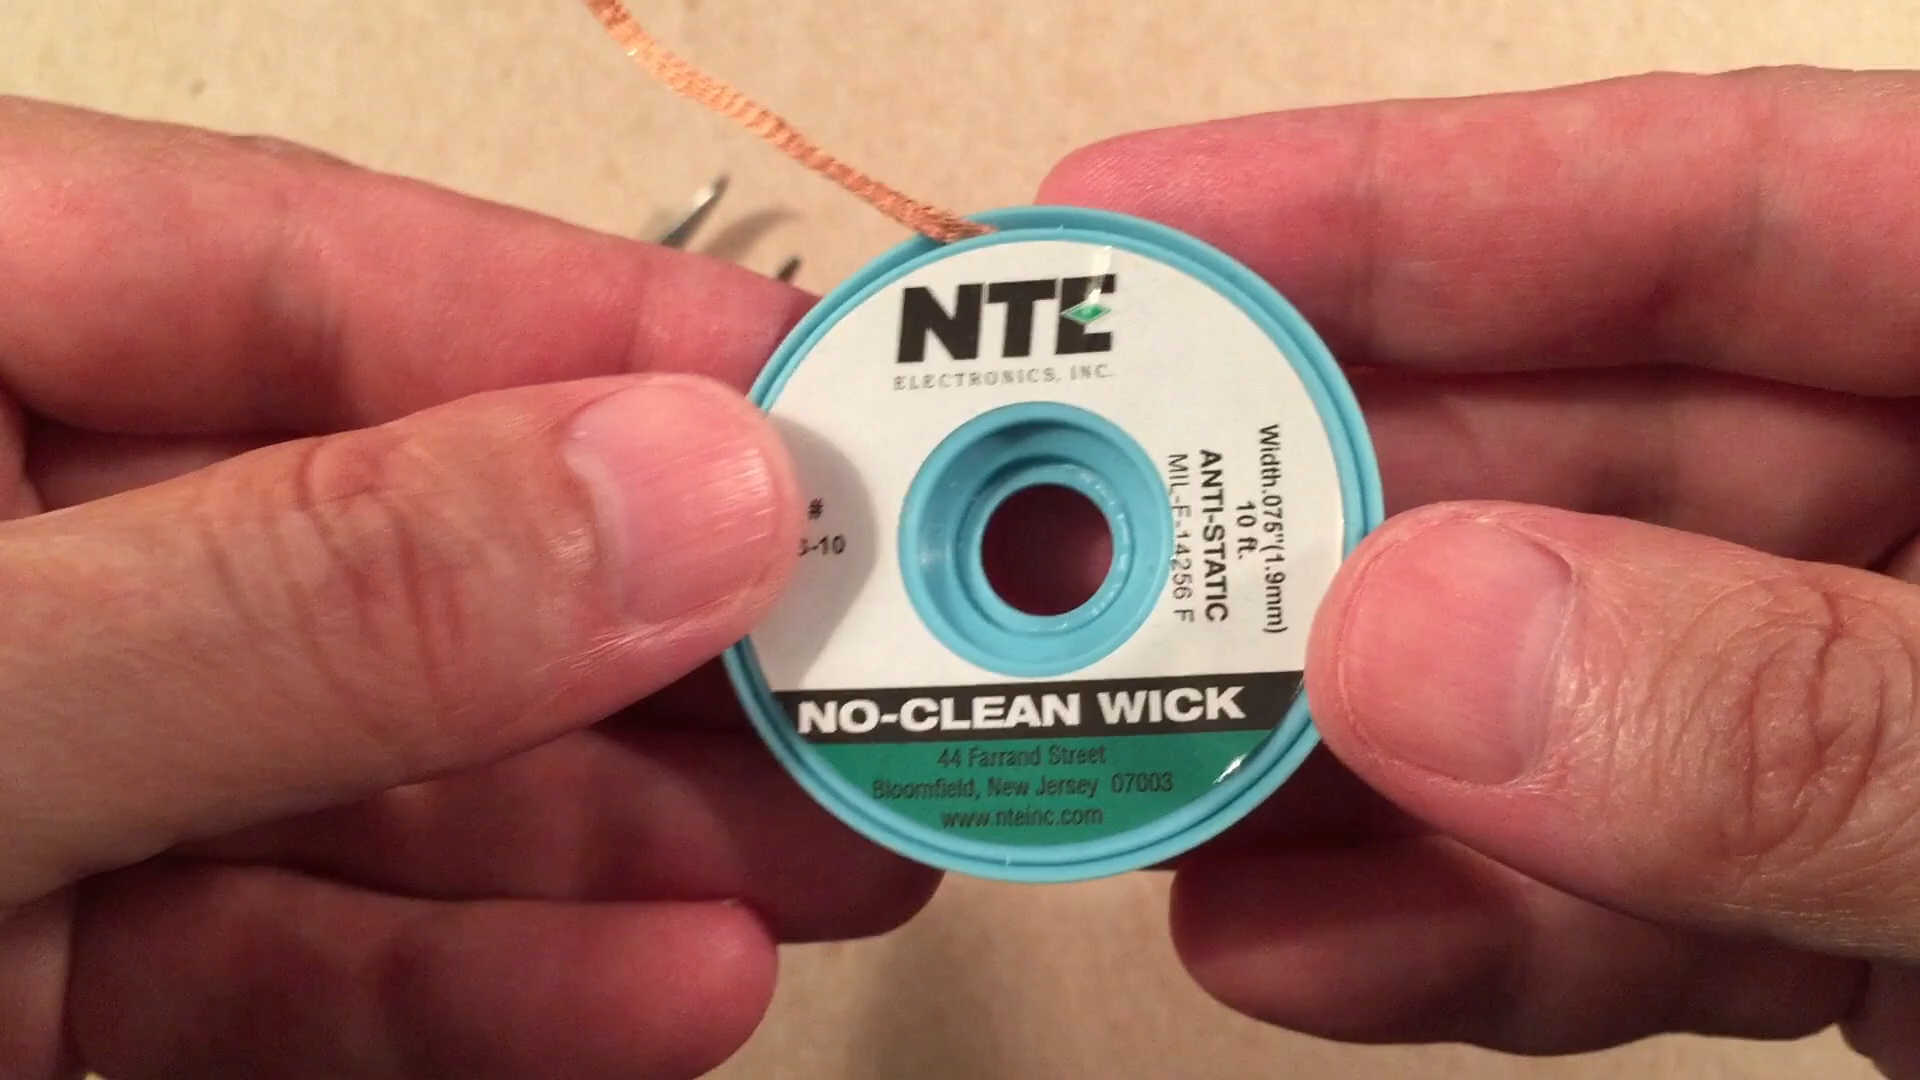 NTE
ELECTRONICS, INC.
#
-10
Width.075"(1.9mm)
10 ft.
ANTI-STATIC
MIL-F-14256 F
NO-CLEAN WICK
44 Farrand Street
Bloomfield, New Jersey 07003
www.nteinc.com